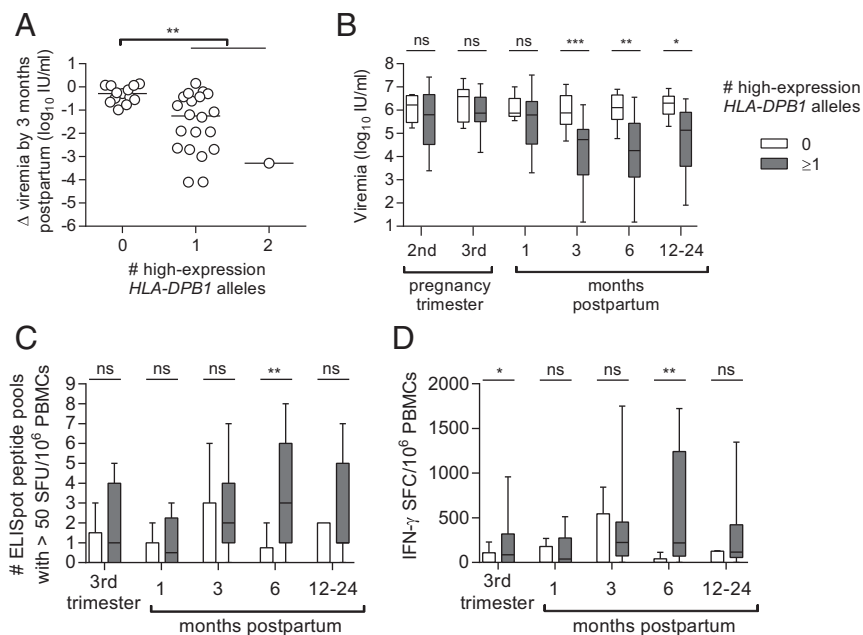 A
**
Δ viremia by 3 months
postpartum (log10 IU/ml)
1
0
-1
-2
-3
-4
-5
-6
0 1 2
# high-expression
HLA-DPB1 alleles
B
ns ns ns *** ** *
Viremia (log10 IU/ml)
8
7
6
5
4
3
2
1
2nd 3rd 1 3 6 12-24
pregnancy
trimester
months
postpartum
# high-expression
HLA-DPB1 alleles
0
≥1
C
ns ns ns ** ns
# ELISpot peptide pools
with > 50 SFU/10^6 PBMCs
9
8
7
6
5
4
3
2
1
0
3rd
trimester
1 3 6 12-24
months postpartum
D
* ns ns ** ns
IFN-γ SFC/10^6 PBMCs
2000
1500
1000
500
0
3rd
trimester
1 3 6 12-24
months postpartum